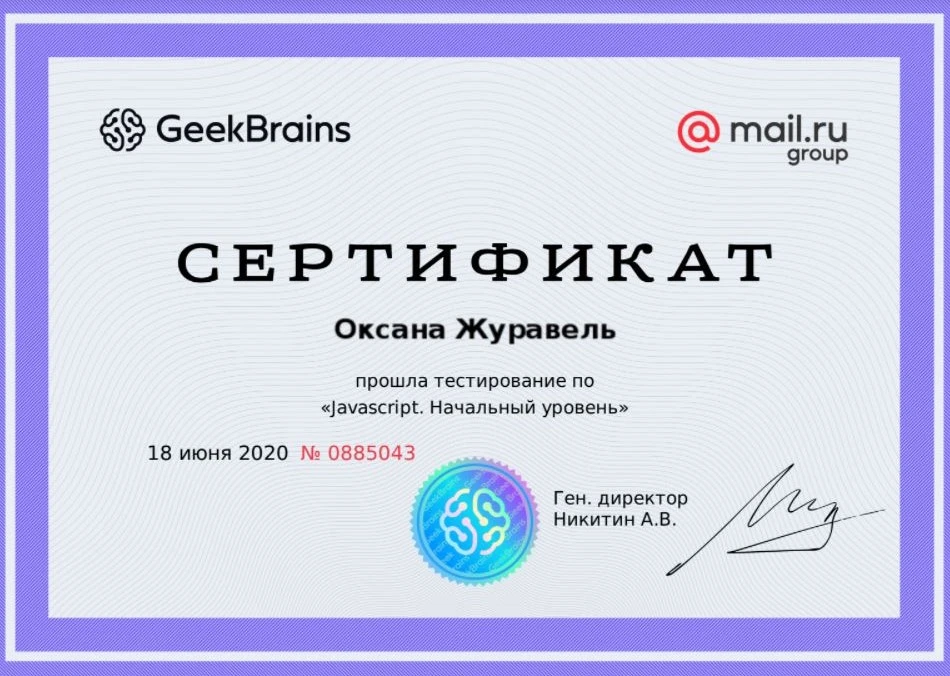 GeekBrains
@mail.ru
group
СЕРТИФИКАТ
Оксана Журавель
прошла тестирование по
«Javascript. Начальный уровень»
18 июня 2020 № 0885043
Ген. директор
Никитин А.В.